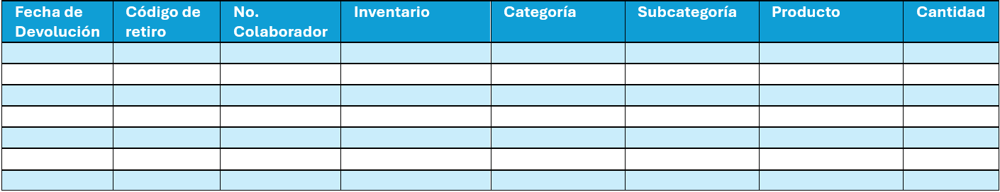 Fecha de
Devolución
Código de
retiro
No.
Colaborador
Inventario
Categoría
Subcategoría
Producto
Cantidad